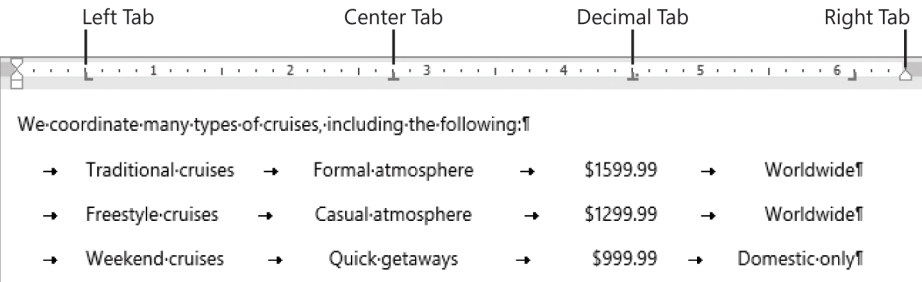 Left Tab Center Tab Decimal Tab Right Tab
1 2 3 4 5 6
We·coordinate·many·types·of·cruises,·including·the·following:¶
→ Traditional·cruises → Formal·atmosphere → $1599.99 → Worldwide¶
→ Freestyle·cruises → Casual·atmosphere → $1299.99 → Worldwide¶
→ Weekend·cruises → Quick·getaways → $999.99 → Domestic·only¶